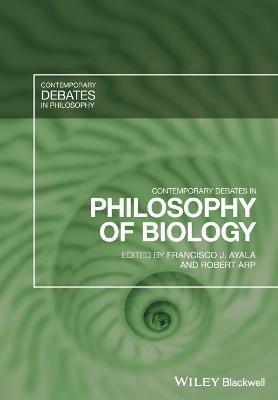 CONTEMPORARY
DEBATES
IN PHILOSOPHY
CONTEMPORARY DEBATES IN
PHILOSOPHY
OF BIOLOGY
EDITED BY FRANCISCO J. AYALA
AND ROBERT ARP
WILEY Blackwell